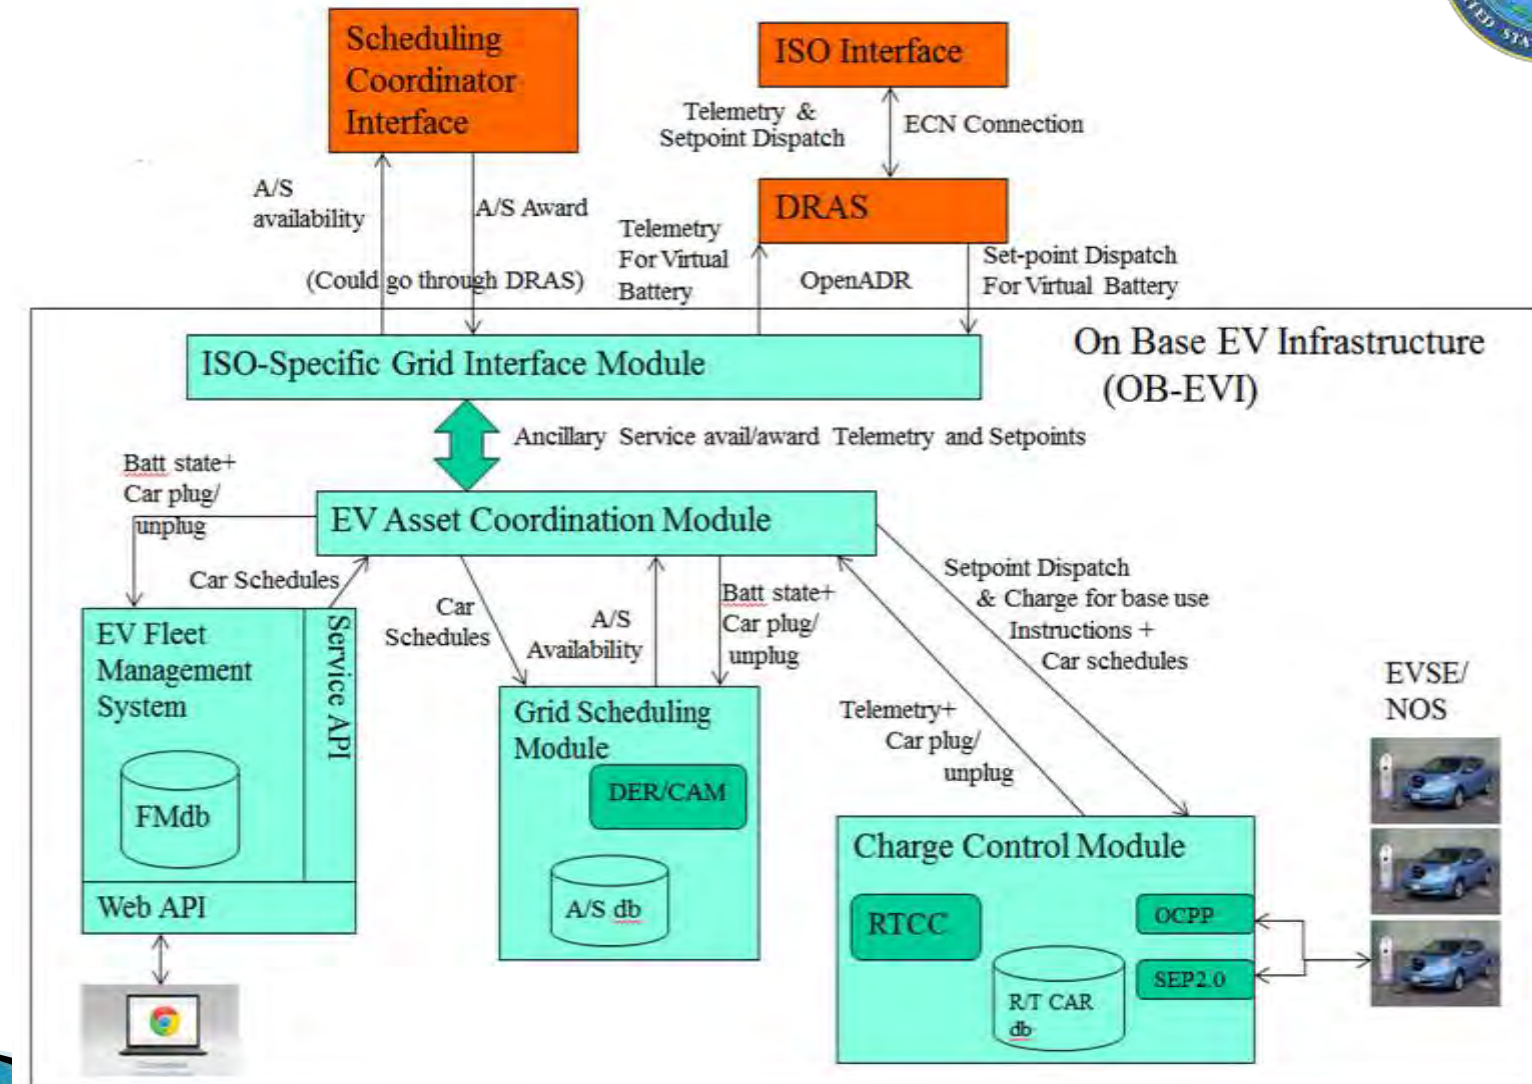 Scheduling
Coordinator
Interface
ISO Interface
TED STA
Telemetry &
Setpoint Dispatch
ECN Connection
DRAS
A/S
availability
A/S Award
(Could go through DRAS)
Telemetry
For Virtual
Battery
OpenADR
Set-point Dispatch
For Virtual Battery
On Base EV Infrastructure
(OB-EVI)
ISO-Specific Grid Interface Module
Ancillary Service avail/award Telemetry and Setpoints
Batt state+
Car plug/
unplug
EV Asset Coordination Module
Car Schedules
Car
Schedules
A/S
Availability
Batt state+
Car plug/
unplug
Setpoint Dispatch
& Charge for base use
Instructions +
Car schedules
Telemetry+
Car plug/
unplug
EV Fleet
Management
System
Service API
FMdb
Web API
Grid Scheduling
Module
DER/CAM
A/S db
Charge Control Module
RTCC
OCPP
SEP2.0
R/T CAR
db
EVSE/
NOS